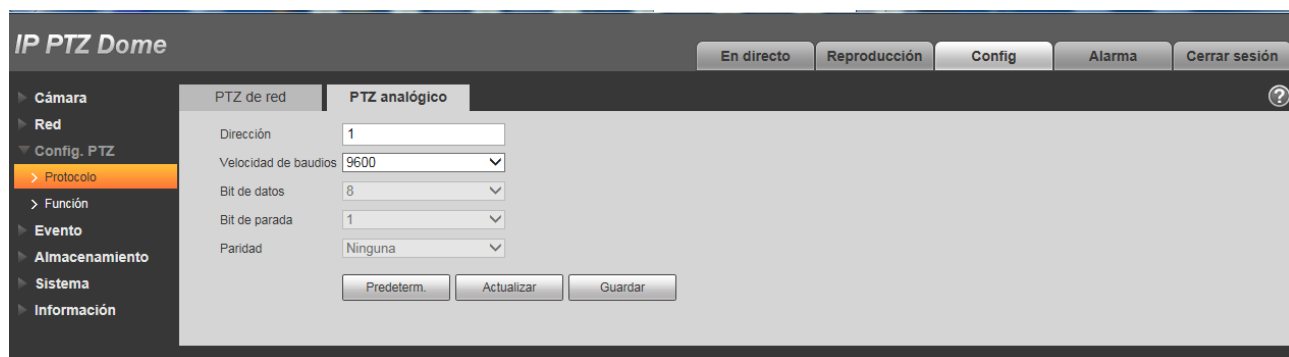 IP PTZ Dome
En directo Reproducción Config Alarma Cerrar sesión
Cámara
Red
Config. PTZ
Protocolo
Función
Evento
Almacenamiento
Sistema
Información
PTZ de red PTZ analógico ?
Dirección 1
Velocidad de baudios 9600
Bit de datos 8
Bit de parada 1
Paridad Ninguna
Predeterm. Actualizar Guardar